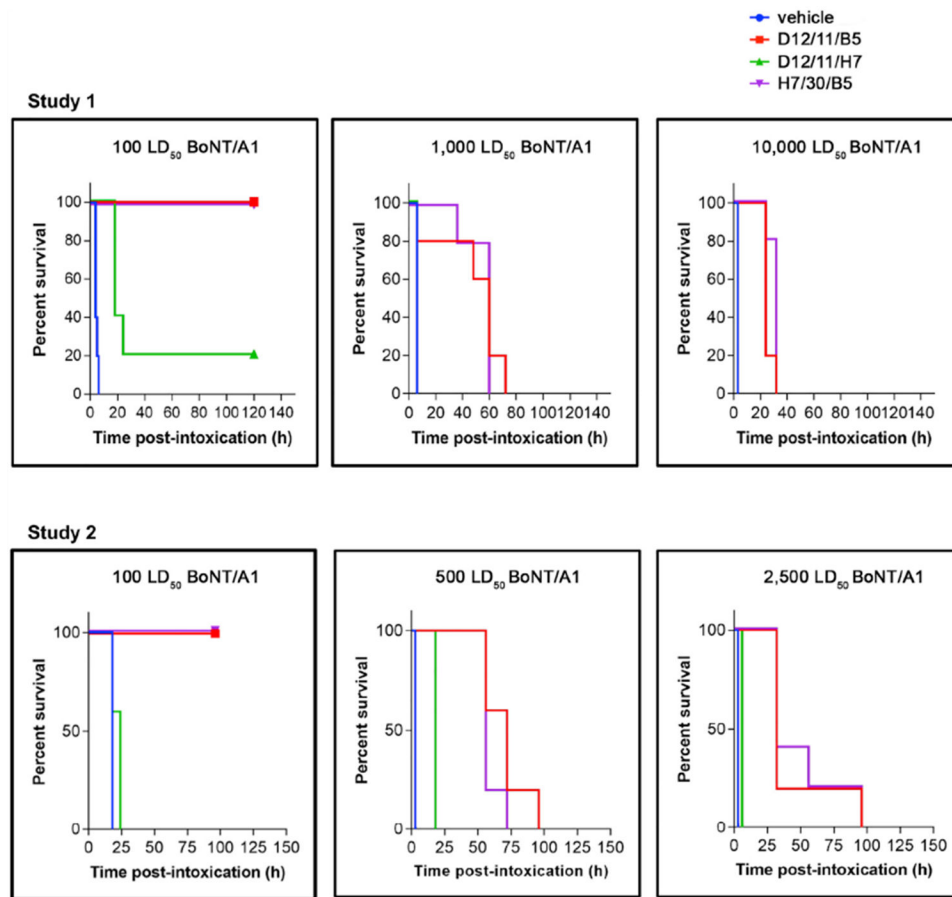 vehicle
D12/11/B5
D12/11/H7
H7/30/B5
Study 1
100 LD50 BoNT/A1
Percent survival
100
80
60
40
20
0
0 20 40 60 80 100 120 140
Time post-intoxication (h)
1,000 LD50 BoNT/A1
Percent survival
100
80
60
40
20
0
0 20 40 60 80 100120140
Time post-intoxication (h)
10,000 LD50 BoNT/A1
Percent survival
100
80
60
40
20
0
0 20 40 60 80 100120140
Time post-intoxication (h)
Study 2
100 LD50 BoNT/A1
Percent survival
100
50
0
0 25 50 75 100 125 150
Time post-intoxication (h)
500 LD50 BoNT/A1
Percent survival
100
50
0
0 25 50 75 100 125 150
Time post-intoxication (h)
2,500 LD50 BoNT/A1
Percent survival
100
50
0
0 25 50 75 100 125 150
Time post-intoxication (h)